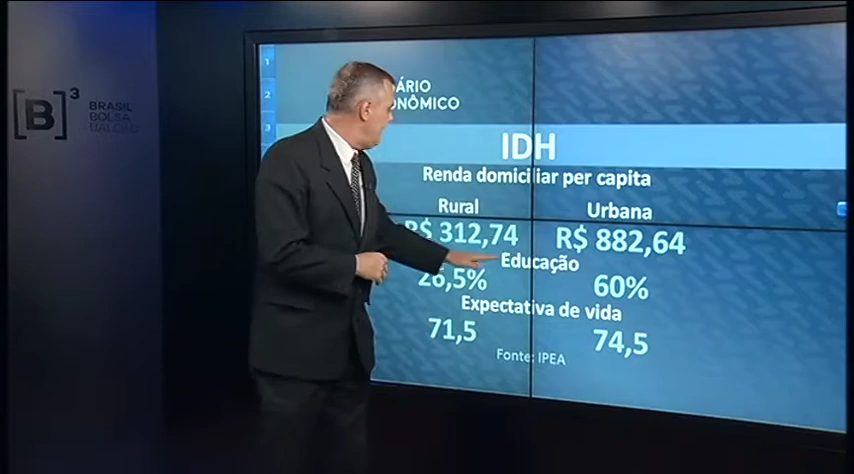 [B]³
BRASIL
BOLSA
BALCÃO
1
2
3
ÁRIO
ONÔMICO
IDH
Renda domiciliar per capita
Rural Urbana
R$ 312,74 R$ 882,64
Educação
26,5% 60%
Expectativa de vida
71,5 74,5
Fonte: IPEA